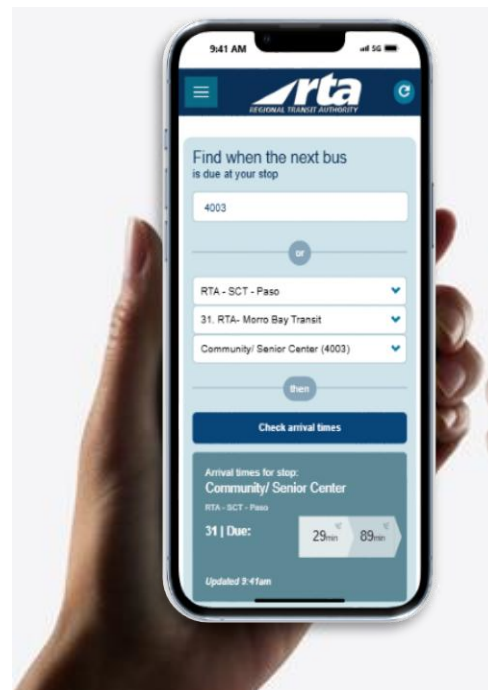 9:41 AM
5G
rta
REGIONAL TRANSIT AUTHORITY
Find when the next bus
is due at your stop
4003
or
RTA - SCT - Paso
31. RTA- Morro Bay Transit
Community/ Senior Center (4003)
then
Check arrival times
Arrival times for stop:
Community/ Senior Center
RTA - SCT - Paso
31 | Due:
29min 89min
Updated 9:41am